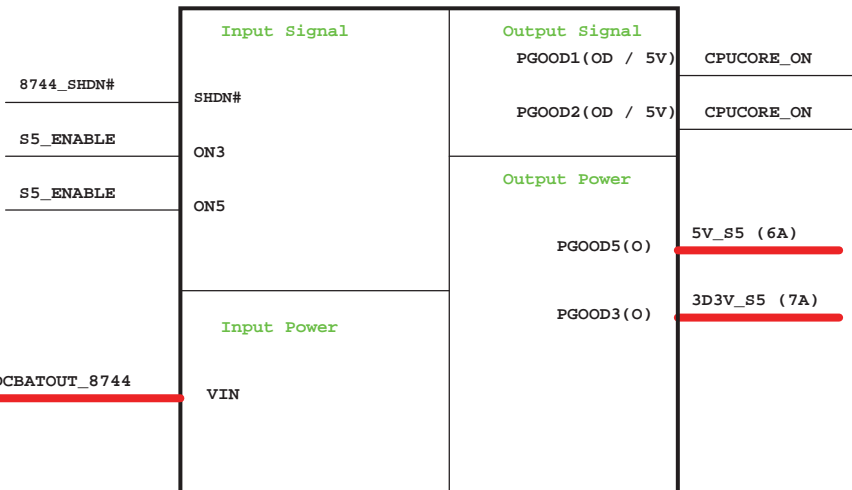 Input Signal
Output Signal
PGOOD1(OD / 5V)
CPUCORE_ON
8744_SHDN#
SHDN#
PGOOD2(OD / 5V)
CPUCORE_ON
S5_ENABLE
ON3
Output Power
S5_ENABLE
ON5
PGOOD5(O)
5V_S5 (6A)
PGOOD3(O)
3D3V_S5 (7A)
Input Power
DCBATOUT_8744
VIN